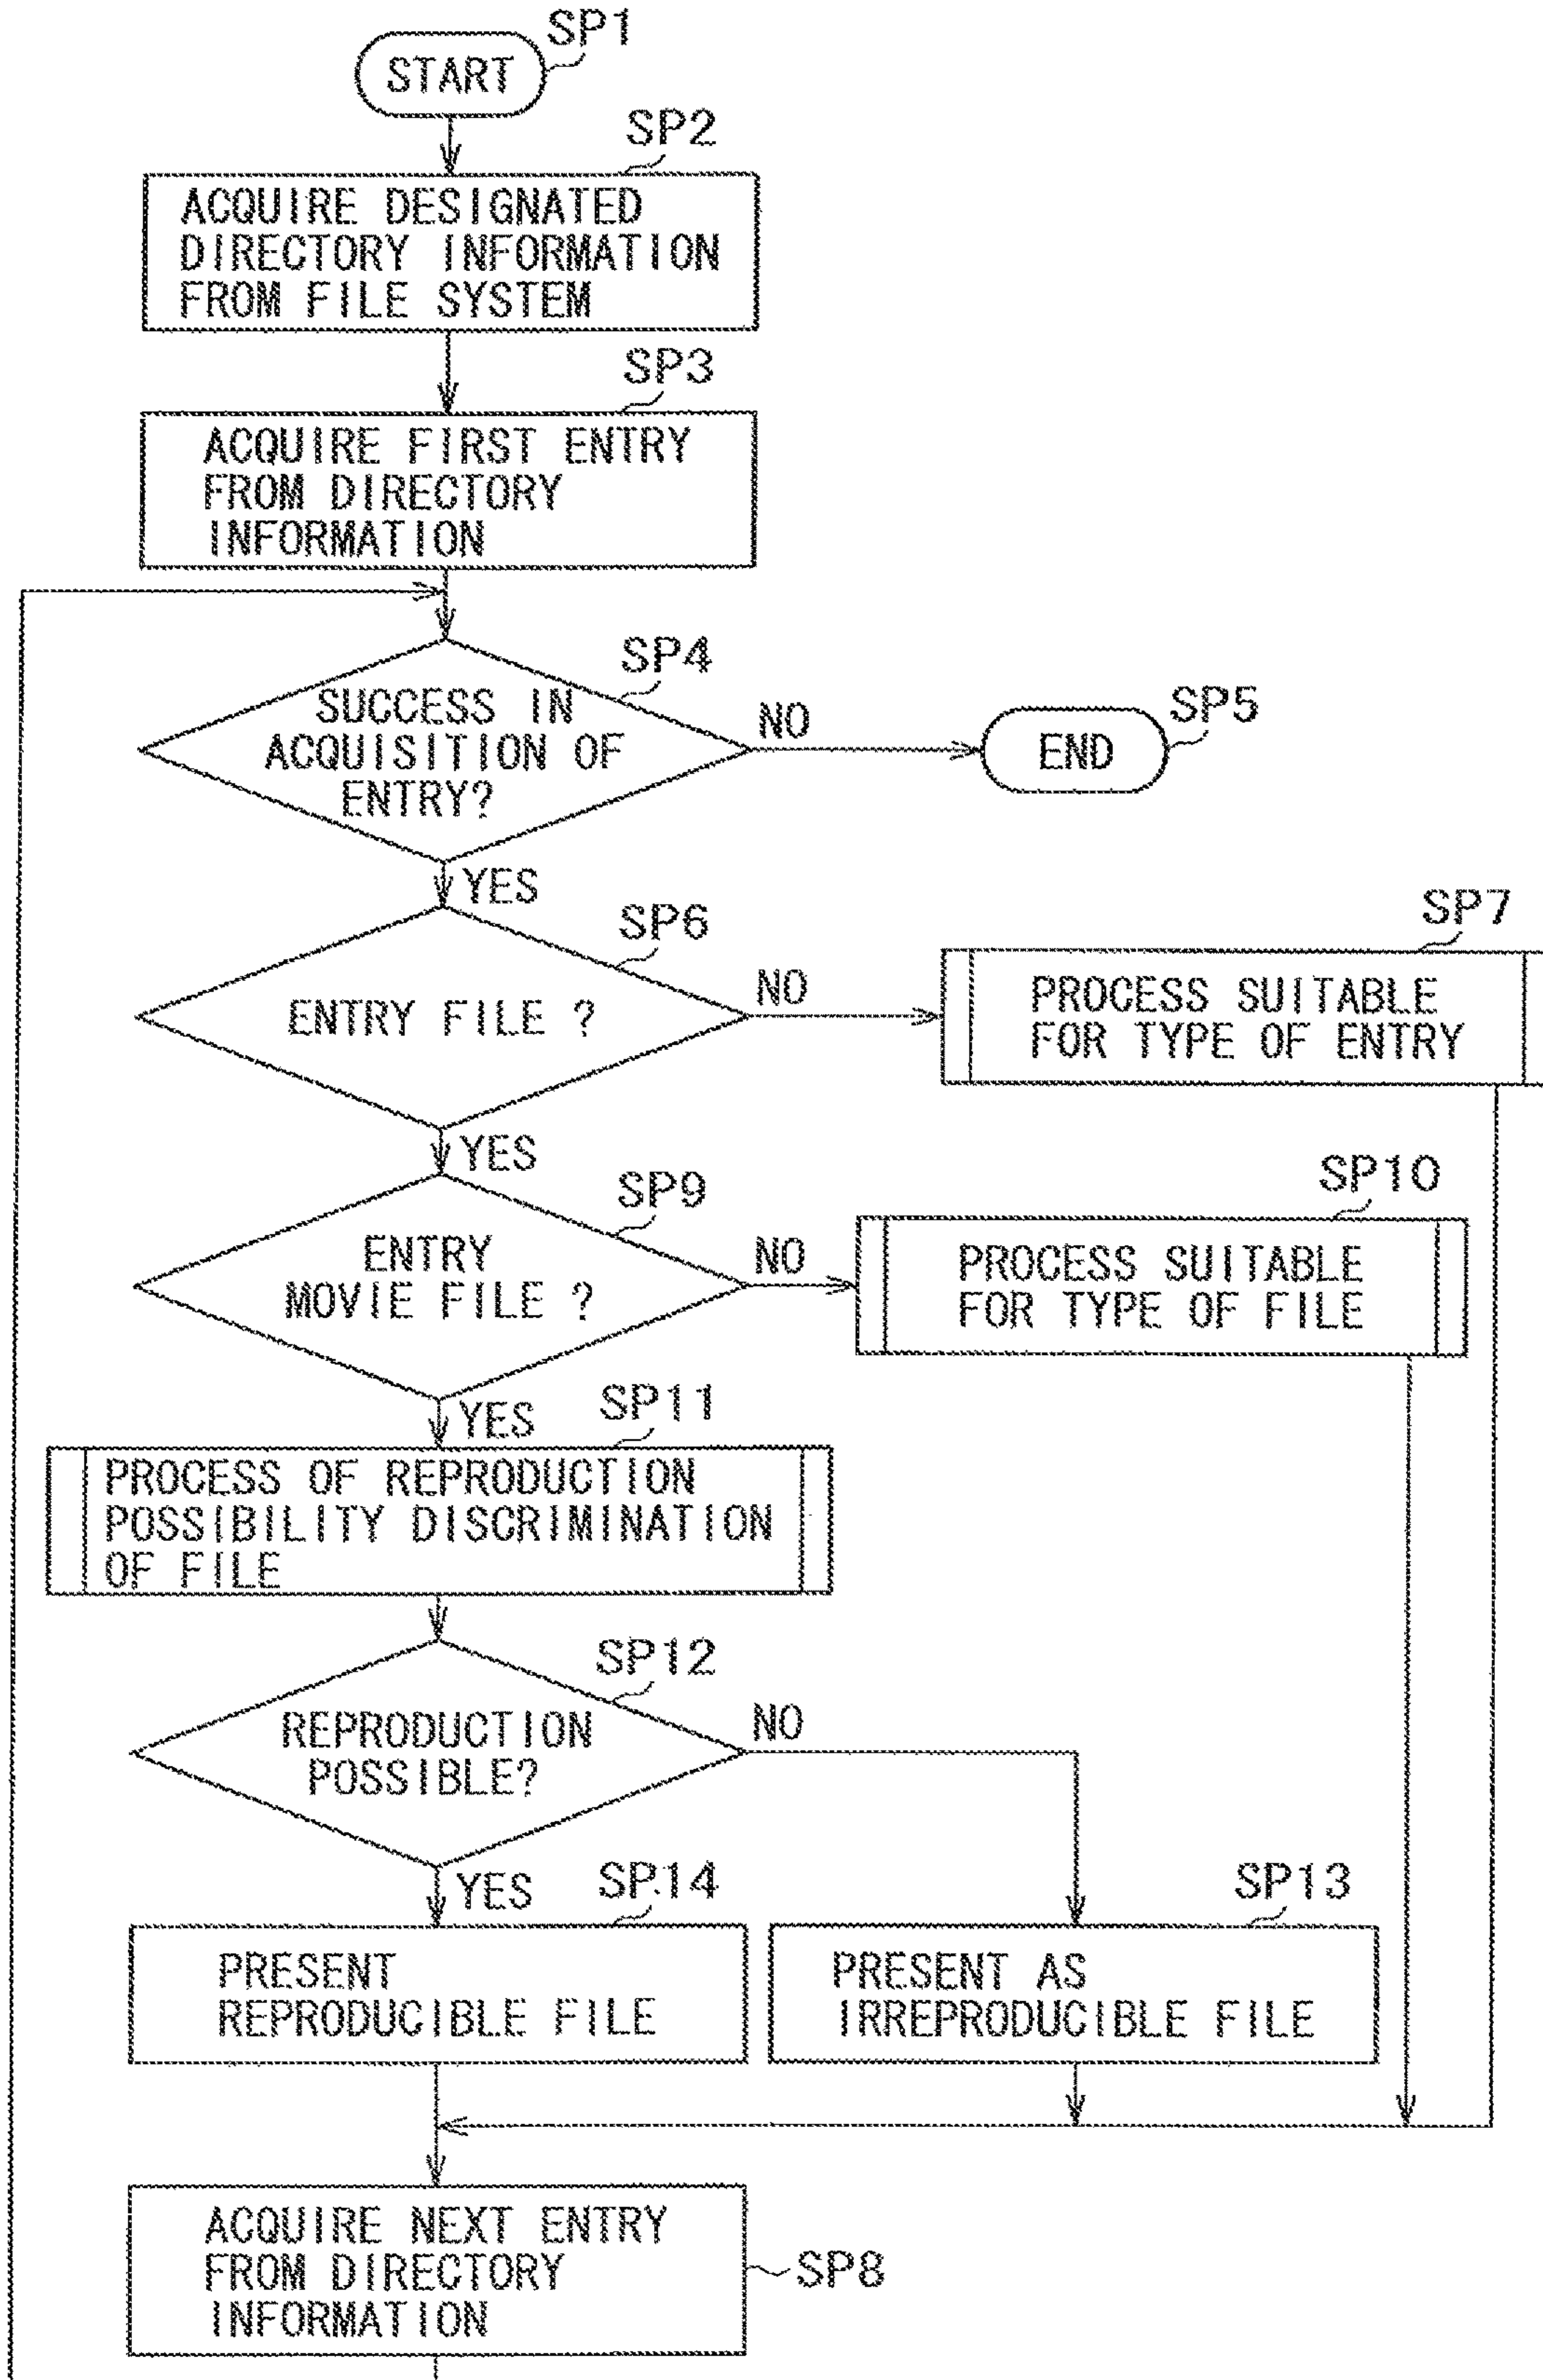 SP1
START
SP2
ACQUIRE DESIGNATED
DIRECTORY INFORMATION
FROM FILE SYSTEM
SP3
ACQUIRE FIRST ENTRY
FROM DIRECTORY
INFORMATION
SP4
SUCCESS IN
ACQUISITION OF
ENTRY?
NO
SP5
END
YES
SP6
ENTRY FILE ?
NO
SP7
PROCESS SUITABLE
FOR TYPE OF ENTRY
YES
SP9
ENTRY
MOVIE FILE ?
NO
SP10
PROCESS SUITABLE
FOR TYPE OF FILE
YES
SP11
PROCESS OF REPRODUCTION
POSSIBILITY DISCRIMINATION
OF FILE
SP12
REPRODUCTION
POSSIBLE?
NO
YES
SP14
PRESENT
REPRODUCIBLE FILE
SP13
PRESENT AS
IRREPRODUCIBLE FILE
ACQUIRE NEXT ENTRY
FROM DIRECTORY
INFORMATION
SP8